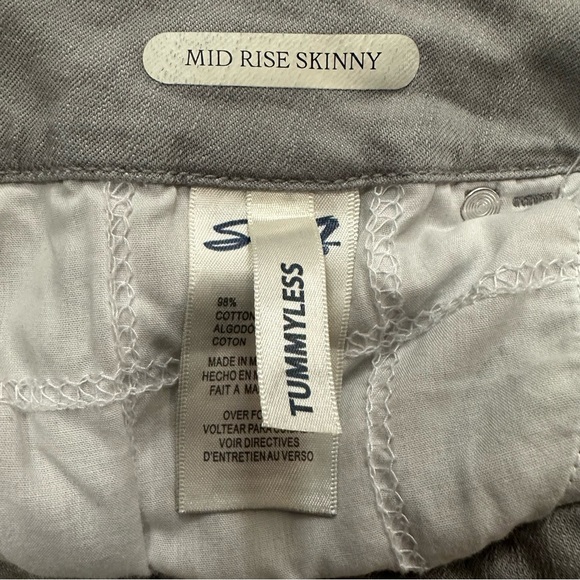 MID RISE SKINNY
TUMMYLESS
98%
COTTON
ALGODO
COTON
MADE IN M
HECHO EN M
FAIT A MA
OVER FO
VOLTEAR PARA
VOIR DIRECTIVES
D'ENTRETIEN AU VERSO